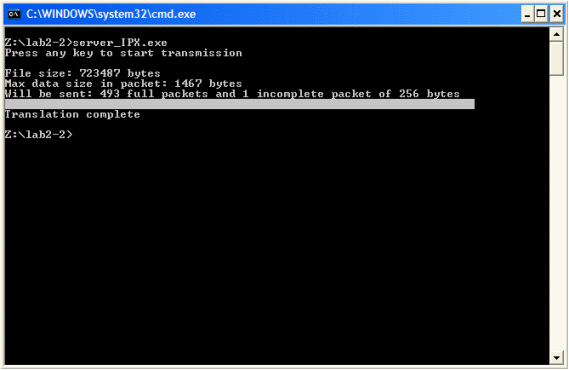 C:\WINDOWS\system32\cmd.exe
Z:\lab2-2>server_IPX.exe
Press any key to start transmission
File size: 723487 bytes
Max data size in packet: 1467 bytes
Will be sent: 493 full packets and 1 incomplete packet of 256 bytes
Translation complete
Z:\lab2-2>